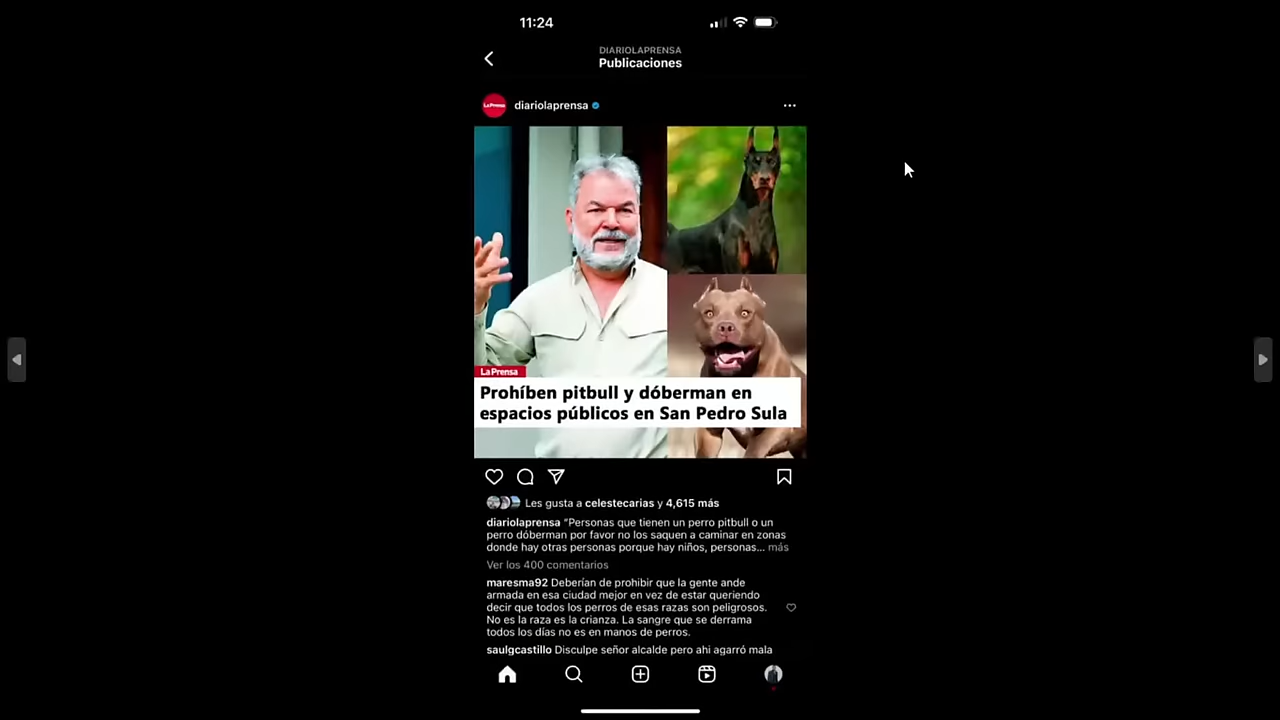 11:24
DIARIOLAPRENSA
Publicaciones
diariolaprensa
LaPrensa
La Prensa
Prohíben pitbull y dóberman en
espacios públicos en San Pedro Sula
Les gusta a celestecarias y 4,615 más
diariolaprensa "Personas que tienen un perro pitbull o un
perro dóberman por favor no los saquen a caminar en zonas
donde hay otras personas porque hay niños, personas... más
Ver los 400 comentarios
maresma92 Deberían de prohibir que la gente ande
armada en esa ciudad mejor en vez de estar queriendo
decir que todos los perros de esas razas son peligrosos.
No es la raza es la crianza. La sangre que se derrama
todos los días no es en manos de perros.
saulgcastillo Disculpe señor alcalde pero ahi agarró mala